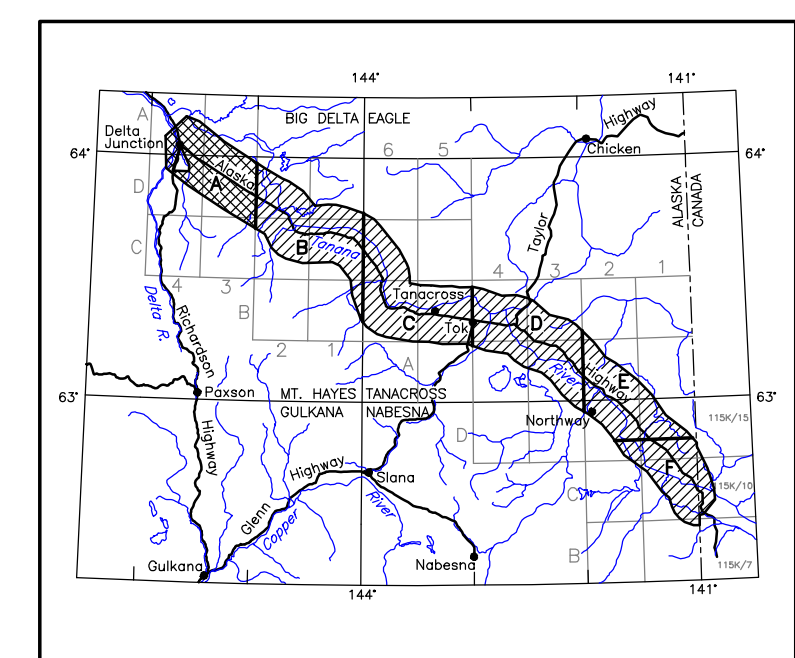 144°
141°
A
BIG DELTA
EAGLE
Highway
Delta
Junction
64°
6
5
Chicken
64°
Alaska
D
A
ALASKA
CANADA
Taylor
C
B
Tanana
4
3
4
3
2
1
Delta R.
Tanacross
B
C
Tok
D
Richardson
2
1
A
River
Highway
E
63°
Paxson
MT. HAYES
TANACROSS
63°
GULKANA
NABESNA
Northway
115K/15
Highway
D
F
Highway
Slana
115K/10
Glenn
Copper
River
C
B
Gulkana
Nabesna
115K/7
144°
141°